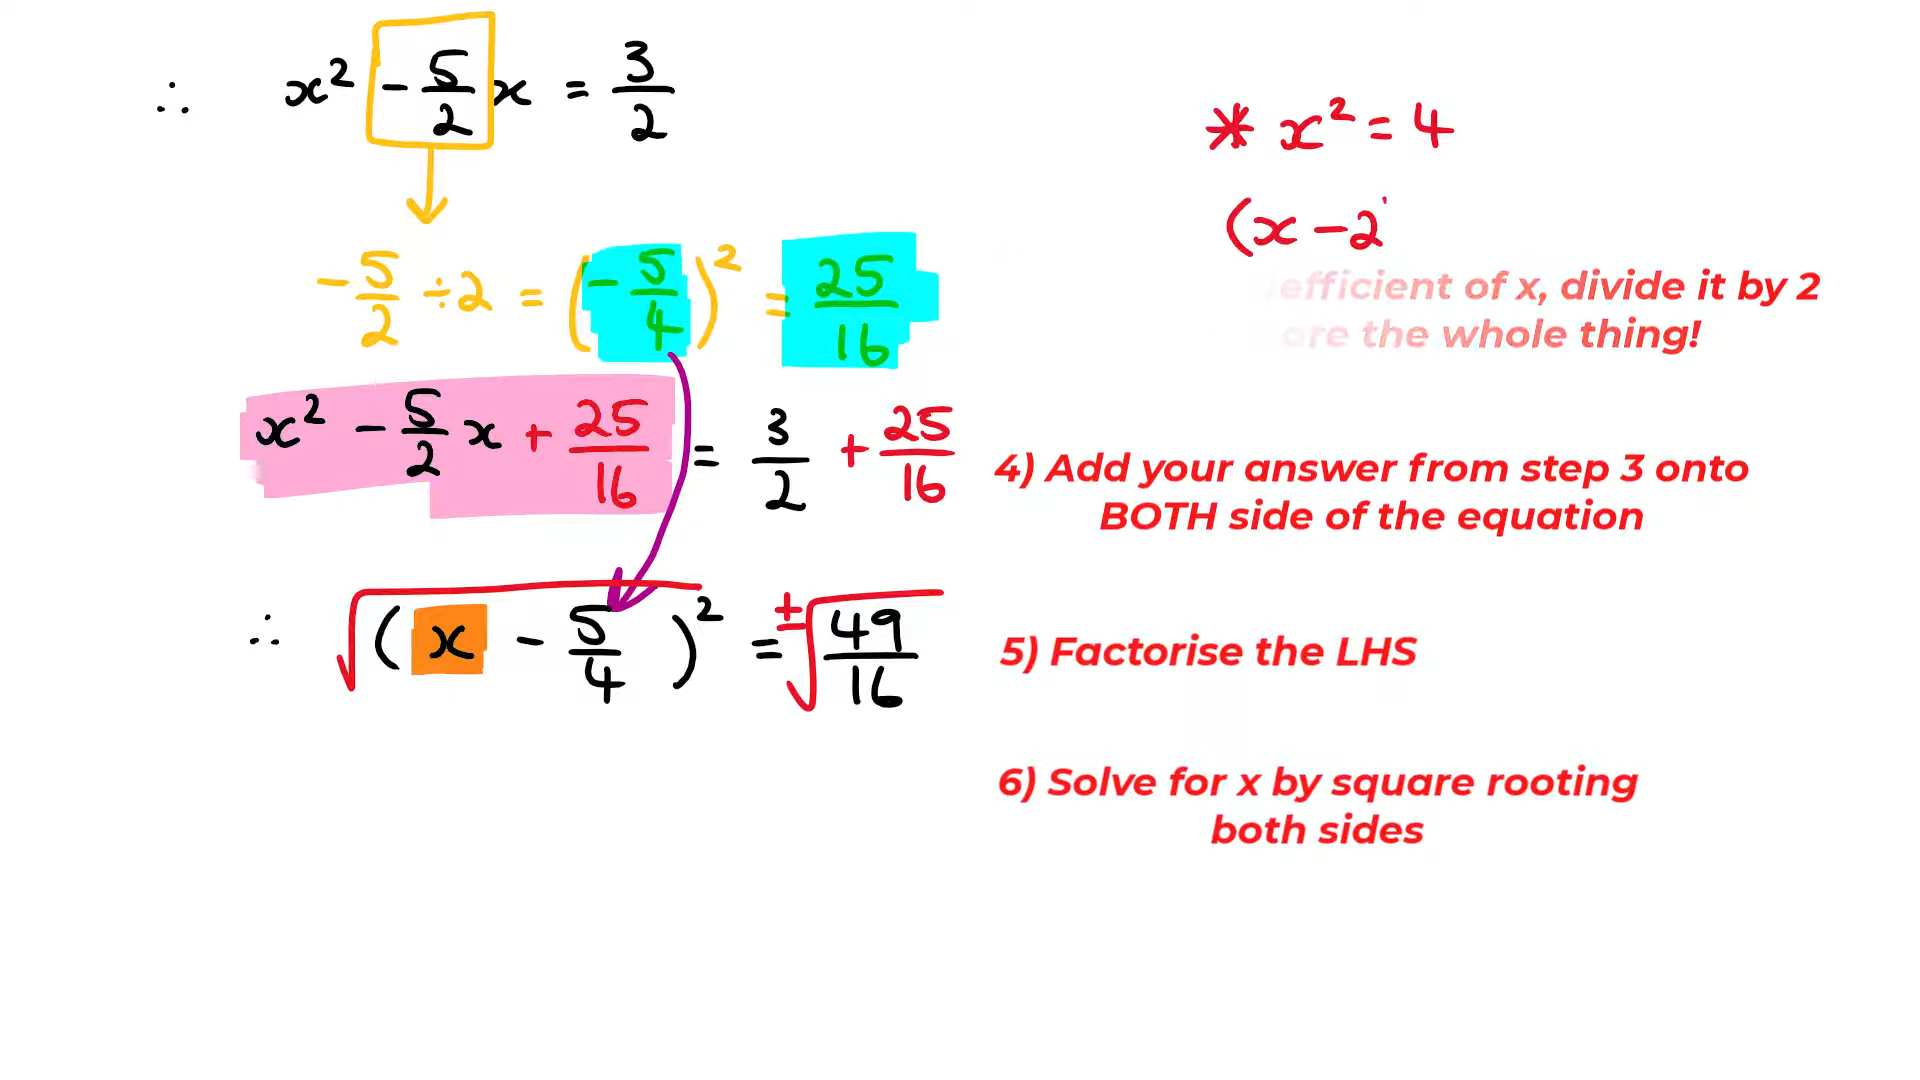 ∴ x² - 5/2 x = 3/2
-5/2 ÷ 2 = (-5/4)² = 25/16
x² - 5/2 x + 25/16 = 3/2 + 25/16
∴ √(x - 5/4)² = ±√49/16
* x² = 4
(x - 2
of x, divide it by 2
the whole thing!
4) Add your answer from step 3 onto
BOTH side of the equation
5) Factorise the LHS
6) Solve for x by square rooting
both sides